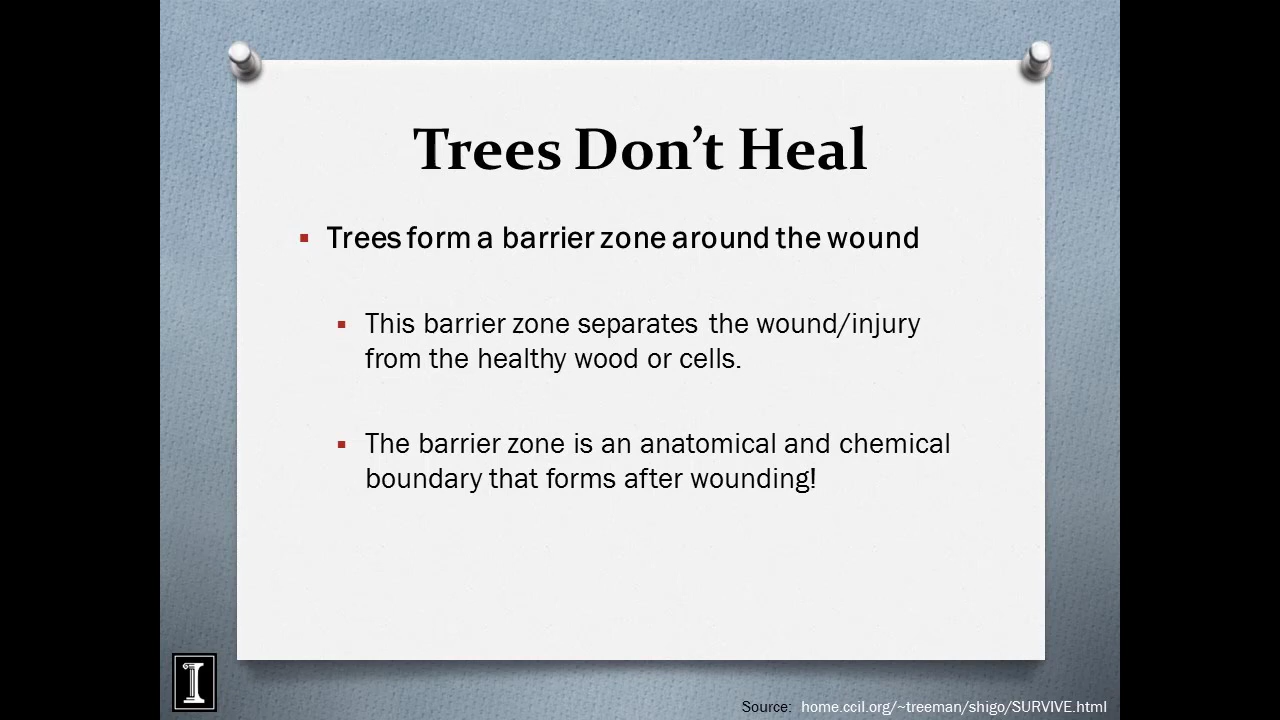 Trees Don’t Heal
▪ Trees form a barrier zone around the wound
▪ This barrier zone separates the wound/injury
from the healthy wood or cells.
▪ The barrier zone is an anatomical and chemical
boundary that forms after wounding!
I
Source: home.ccil.org/~treeman/shigo/SURVIVE.html